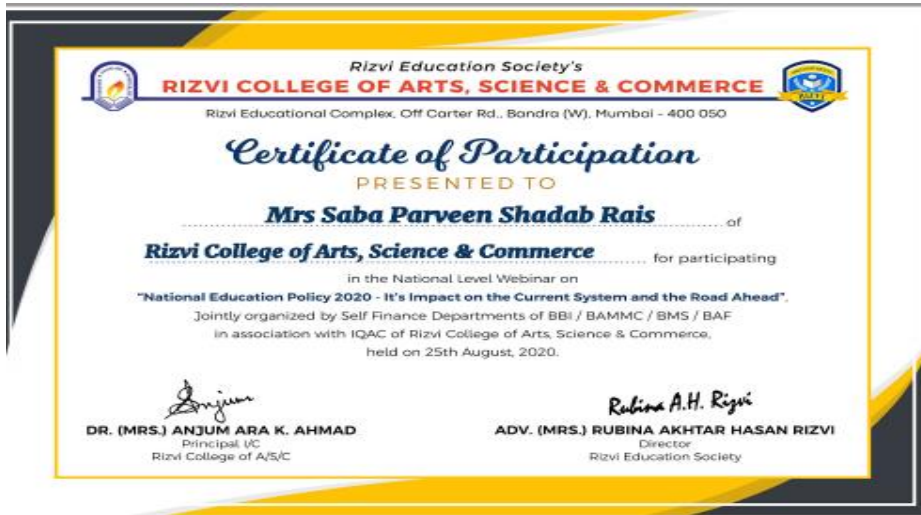 Rizvi Education Society's
RIZVI COLLEGE OF ARTS, SCIENCE & COMMERCE
RIZVI
Rizvi Educational Complex, Off Carter Rd., Bandra (W), Mumbai - 400 050
Certificate of Participation
PRESENTED TO
Mrs Saba Parveen Shadab Rais of
Rizvi College of Arts, Science & Commerce for participating
in the National Level Webinar on
"National Education Policy 2020 - It's Impact on the Current System and the Road Ahead",
Jointly organized by Self Finance Departments of BBI / BAMMC / BMS / BAF
in association with IQAC of Rizvi College of Arts, Science & Commerce,
held on 25th August, 2020.
Anjum
DR. (MRS.) ANJUM ARA K. AHMAD
Principal I/C
Rizvi College of A/S/C
Rubina A.H. Rizvi
ADV. (MRS.) RUBINA AKHTAR HASAN RIZVI
Director
Rizvi Education Society